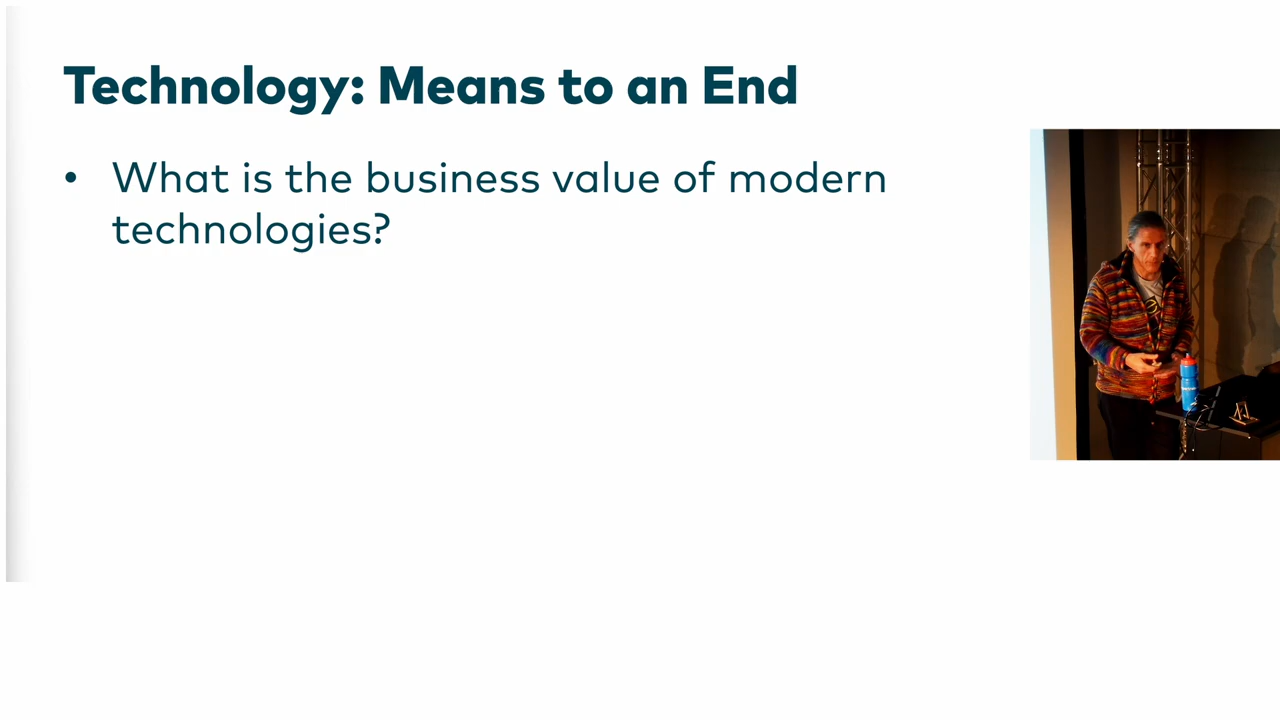 Technology: Means to an End
• What is the business value of modern
technologies?